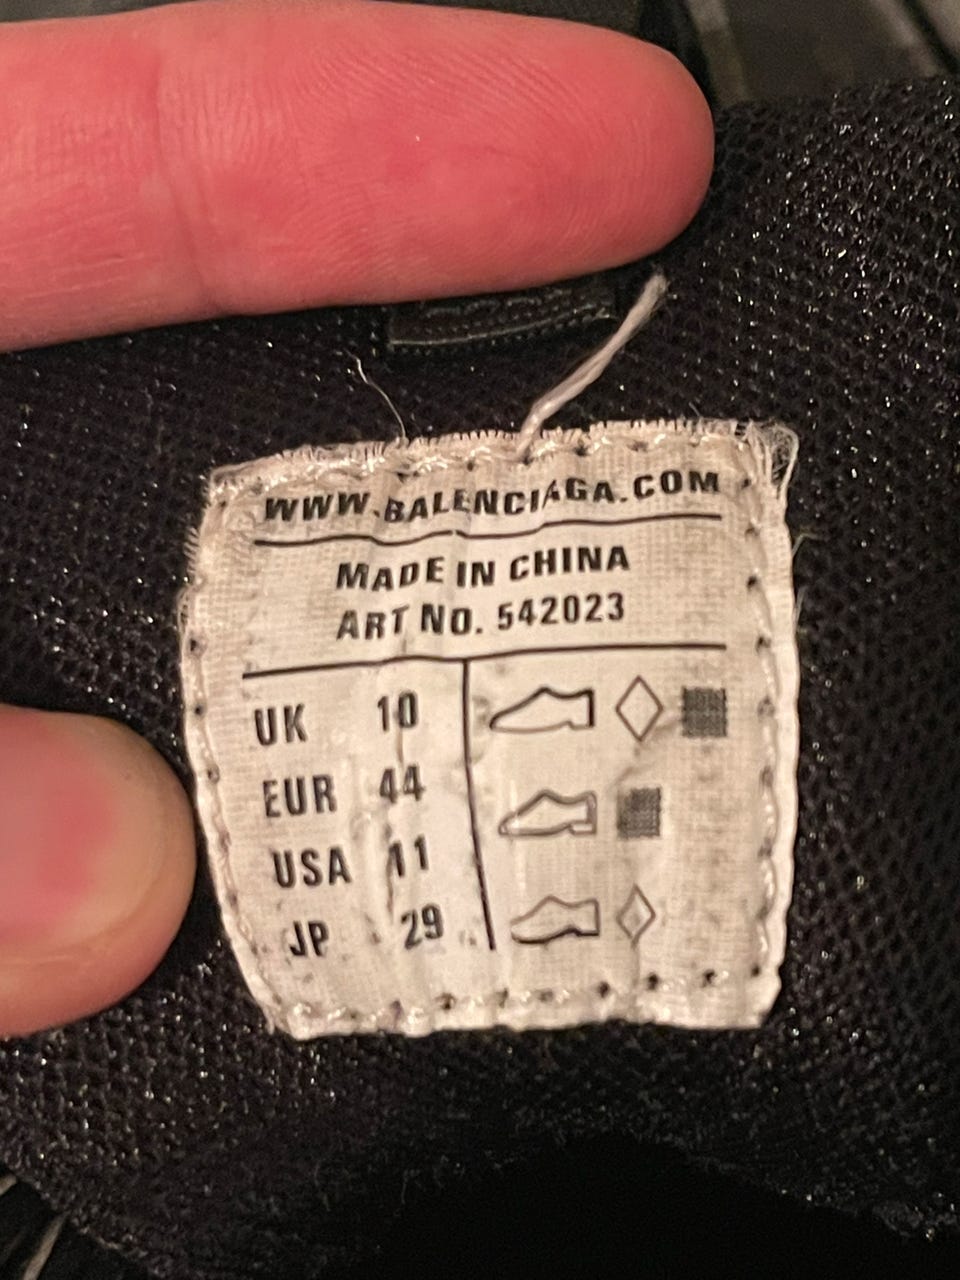 WWW.BALENCIAGA.COM
MADE IN CHINA
ART NO. 542023
UK 10
EUR 44
USA 11
JP 29